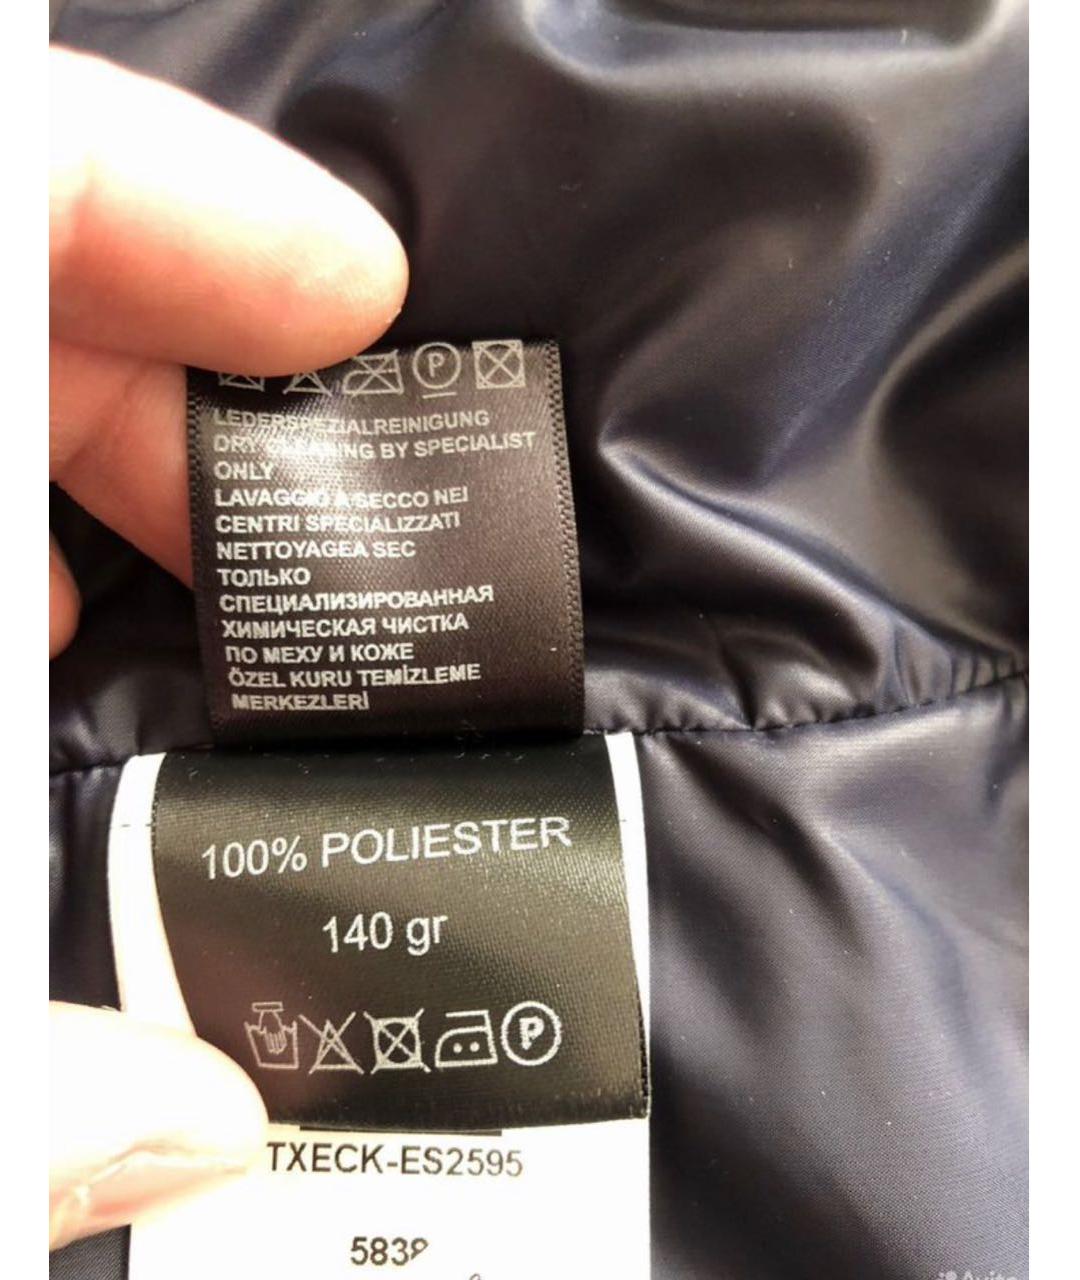 LEDERSPEZIALREINIGUNG
DRY CLEANING BY SPECIALIST
ONLY
LAVAGGIO A SECCO NEI
CENTRI SPECIALIZZATI
NETTOYAGEA SEC
ТОЛЬКО
СПЕЦИАЛИЗИРОВАННАЯ
ХИМИЧЕСКАЯ ЧИСТКА
ПО МЕХУ И КОЖЕ
ÖZEL KURU TEMİZLEME
MERKEZLERİ
100% POLIESTER
140 gr
TXECK-ES2595